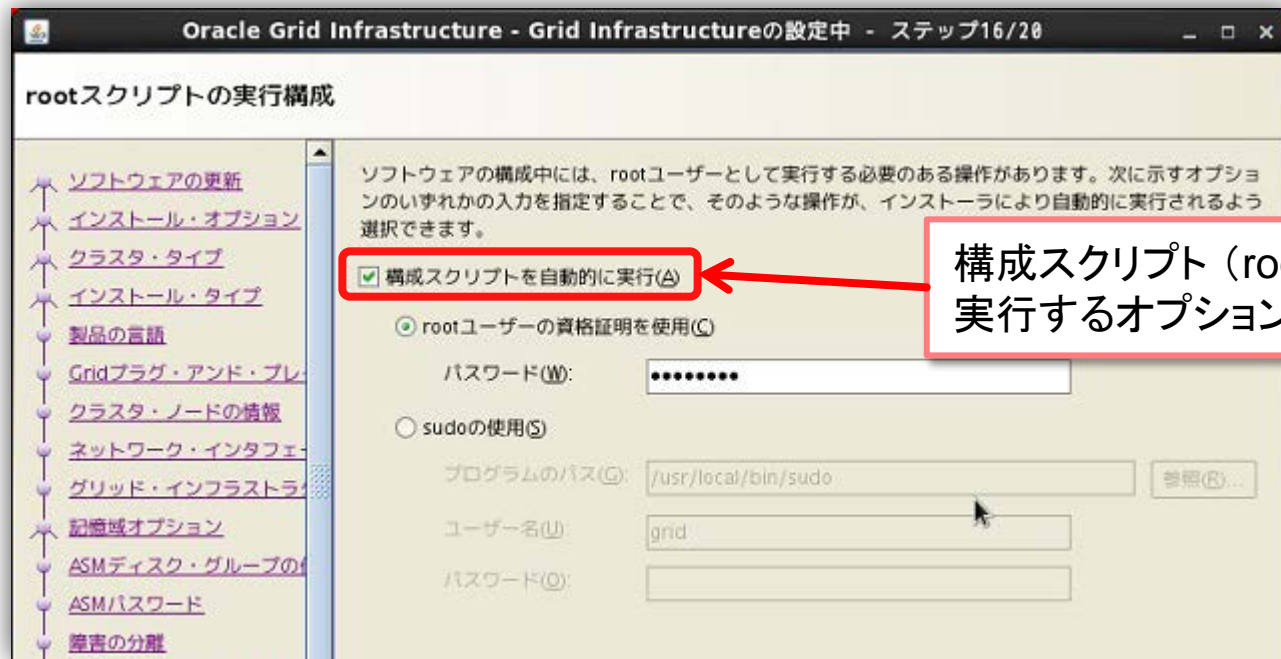 Oracle Grid Infrastructure - Grid Infrastructureの設定中 - ステップ16/20
rootスクリプトの実行構成
ソフトウェアの更新
インストール・オプション
クラスタ・タイプ
インストール・タイプ
製品の言語
Gridプラグ・アンド・プレ
クラスタ・ノードの情報
ネットワーク・インタフェー
グリッド・インフラストラク
記憶域オプション
ASMディスク・グループの
ASMパスワード
障害の分離
ソフトウェアの構成中には、rootユーザーとして実行する必要のある操作があります。次に示すオプショ
ンのいずれかの入力を指定することで、そのような操作が、インストーラにより自動的に実行されるよう
選択できます。
構成スクリプトを自動的に実行(A)
構成スクリプト（ro
実行するオプション
rootユーザーの資格証明を使用(C)
パスワード(W): ••••••••
sudoの使用(S)
プログラムのパス(G): /usr/local/bin/sudo 参照(R)...
ユーザー名(U) grid
パスワード(O):